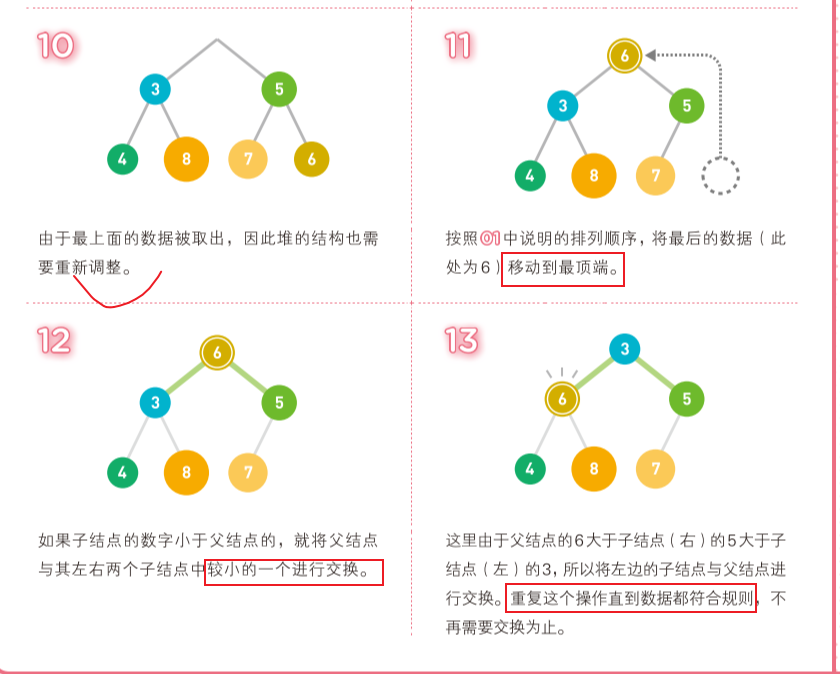 10
3
5
4
8
7
6
由于最上面的数据被取出，因此堆的结构也需
要重新调整。
11
6
3
5
4
8
7
按照01中说明的排列顺序，将最后的数据（此
处为6）移动到最顶端。
12
6
3
5
4
8
7
如果子结点的数字小于父结点的，就将父结点
与其左右两个子结点中较小的一个进行交换。
13
3
6
5
4
8
7
这里由于父结点的6大于子结点（右）的5大于子
结点（左）的3，所以将左边的子结点与父结点进
行交换。重复这个操作直到数据都符合规则，不
再需要交换为止。